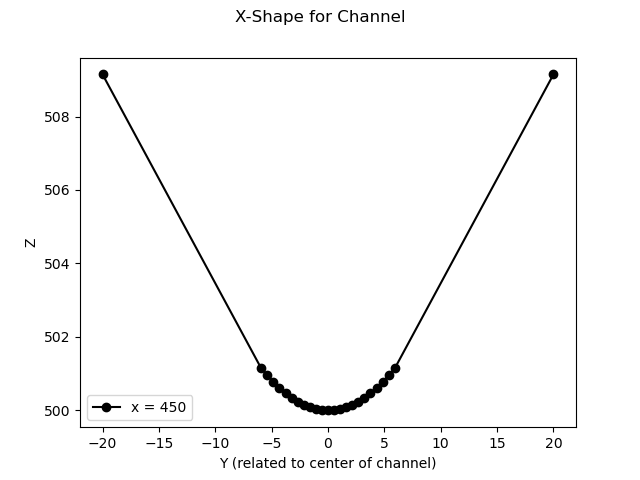 X-Shape for Channel
Z
508
506
504
502
500
x = 450
−20 −15 −10 −5 0 5 10 15 20
Y (related to center of channel)